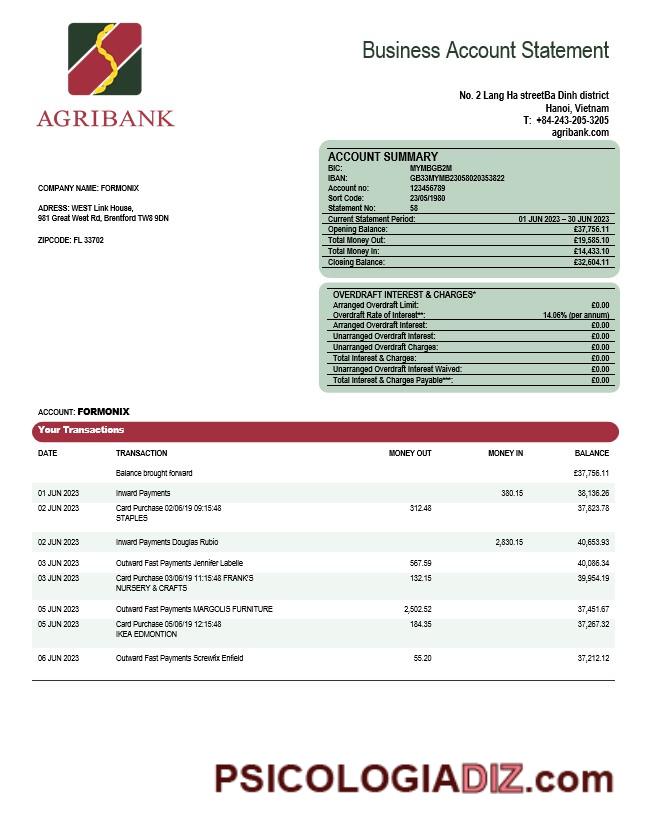 Business Account Statement
AGRIBANK
No. 2 Lang Ha streetBa Dinh district
Hanoi, Vietnam
T: +84-243-205-3205
agribank.com
COMPANY NAME: FORMONIX
ADRESS: WEST Link House,
981 Great West Rd, Brentford TW8 9DN
ZIPCODE: FL 33702
ACCOUNT SUMMARY
BIC: MYMBGB2M
IBAN: GB33MYMB23058020353822
Account no: 123456789
Sort Code: 23/05/1980
Statement No: 58
Current Statement Period: 01 JUN 2023 – 30 JUN 2023
Opening Balance: £37,756.11
Total Money Out: £19,585.10
Total Money In: £14,433.10
Closing Balance: £32,604.11
OVERDRAFT INTEREST & CHARGES*
Arranged Overdraft Limit: £0.00
Overdraft Rate of Interest**: 14.06% (per annum)
Arranged Overdraft Interest: £0.00
Unarranged Overdraft Interest: £0.00
Unarranged Overdraft Charges: £0.00
Total Interest & Charges: £0.00
Unarranged Overdraft Interest Waived: £0.00
Total Interest & Charges Payable***: £0.00
ACCOUNT: FORMONIX
Your Transactions
DATE TRANSACTION MONEY OUT MONEY IN BALANCE
Balance brought forward £37,756.11
01 JUN 2023 Inward Payments 380.15 38,136.26
02 JUN 2023 Card Purchase 02/06/19 09:15:48 312.48 37,823.78
STAPLES
02 JUN 2023 Inward Payments Douglas Rubio 2,830.15 40,653.93
03 JUN 2023 Outward Fast Payments Jennifer Labelle 567.59 40,086.34
03 JUN 2023 Card Purchase 03/06/19 11:15:48 FRANK'S 132.15 39,954.19
NURSERY & CRAFTS
05 JUN 2023 Outward Fast Payments MARGOLIS FURNITURE 2,502.52 37,451.67
05 JUN 2023 Card Purchase 05/06/19 12:15:48 184.35 37,267.32
IKEA EDMONTION
06 JUN 2023 Outward Fast Payments Screwfix Enfield 55.20 37,212.12
PSICOLOGIADIZ.com